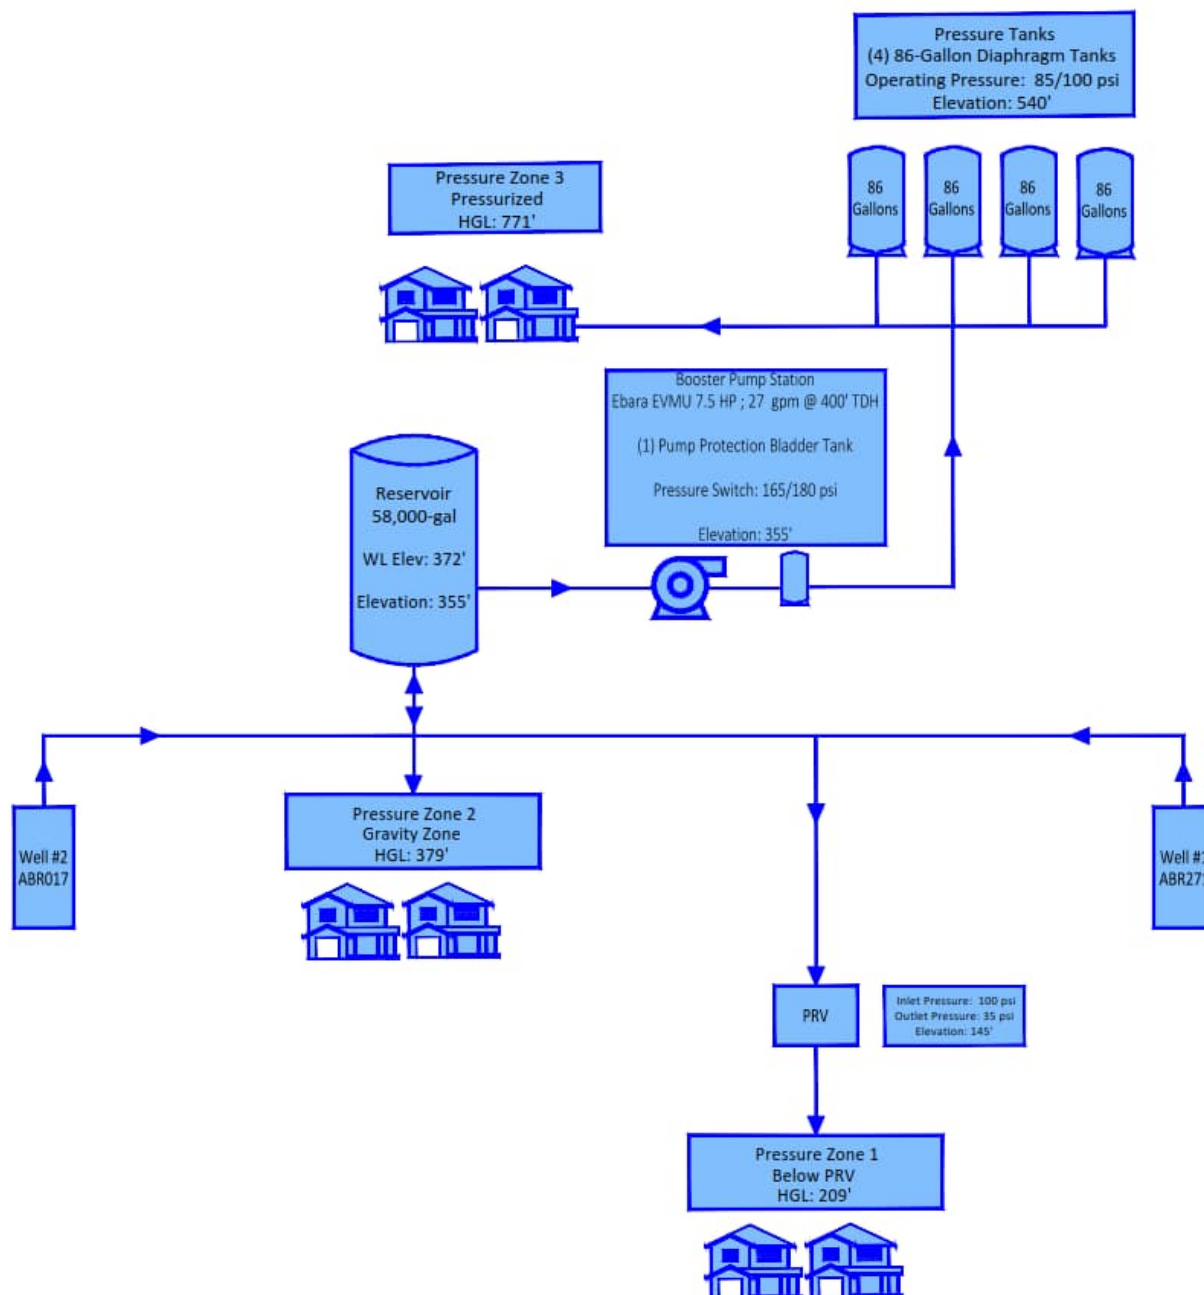 Pressure Tanks
(4) 86-Gallon Diaphragm Tanks
Operating Pressure: 85/100 psi
Elevation: 540'
86
Gallons
86
Gallons
86
Gallons
86
Gallons
Pressure Zone 3
Pressurized
HGL: 771'
Booster Pump Station
Ebara EVMU 7.5 HP ; 27 gpm @ 400' TDH
(1) Pump Protection Bladder Tank
Pressure Switch: 165/180 psi
Elevation: 355'
Reservoir
58,000-gal
WL Elev: 372'
Elevation: 355'
Well #2
ABR017
Pressure Zone 2
Gravity Zone
HGL: 379'
Well #1
ABR271
PRV
Inlet Pressure: 100 psi
Outlet Pressure: 35 psi
Elevation: 145'
Pressure Zone 1
Below PRV
HGL: 209'